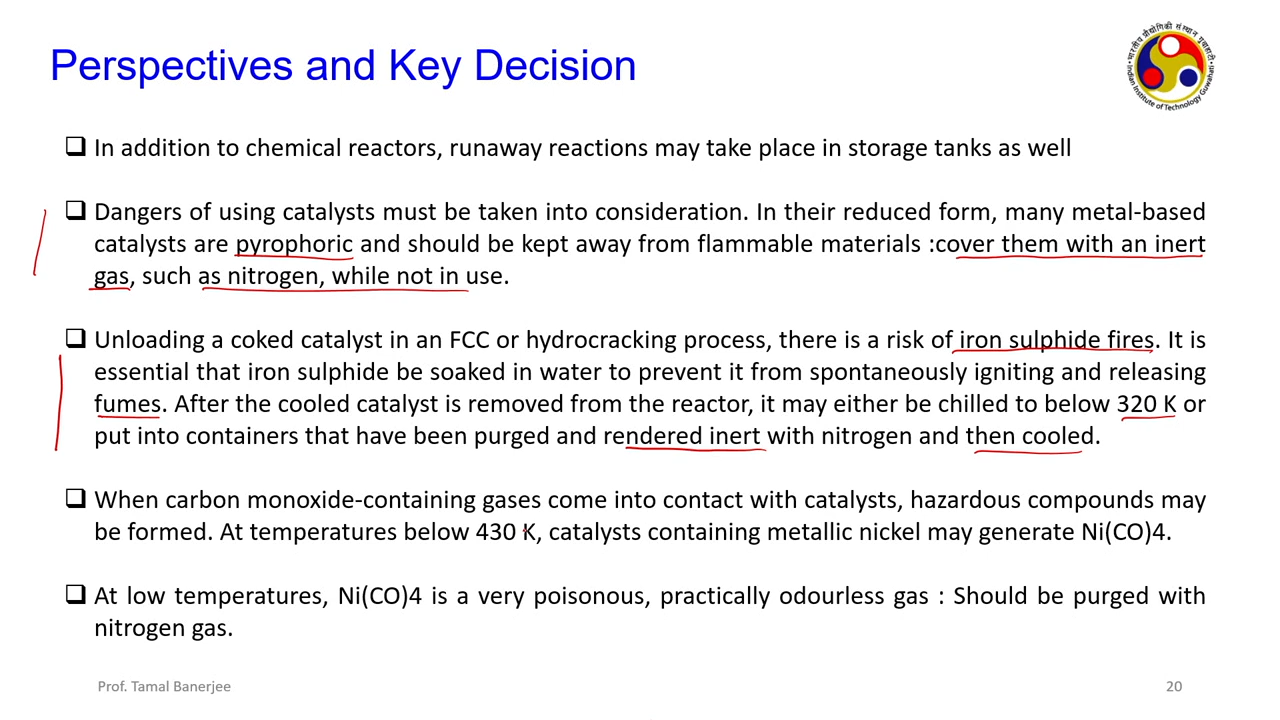 Perspectives and Key Decision
भारतीय प्रौद्योगिकी संस्थान गुवाहाटी
Indian Institute of Technology Guwahati
❑ In addition to chemical reactors, runaway reactions may take place in storage tanks as well
❑ Dangers of using catalysts must be taken into consideration. In their reduced form, many metal-based
catalysts are pyrophoric and should be kept away from flammable materials :cover them with an inert
gas, such as nitrogen, while not in use.
❑ Unloading a coked catalyst in an FCC or hydrocracking process, there is a risk of iron sulphide fires. It is
essential that iron sulphide be soaked in water to prevent it from spontaneously igniting and releasing
fumes. After the cooled catalyst is removed from the reactor, it may either be chilled to below 320 K or
put into containers that have been purged and rendered inert with nitrogen and then cooled.
❑ When carbon monoxide-containing gases come into contact with catalysts, hazardous compounds may
be formed. At temperatures below 430 K, catalysts containing metallic nickel may generate Ni(CO)4.
❑ At low temperatures, Ni(CO)4 is a very poisonous, practically odourless gas : Should be purged with
nitrogen gas.
Prof. Tamal Banerjee
20